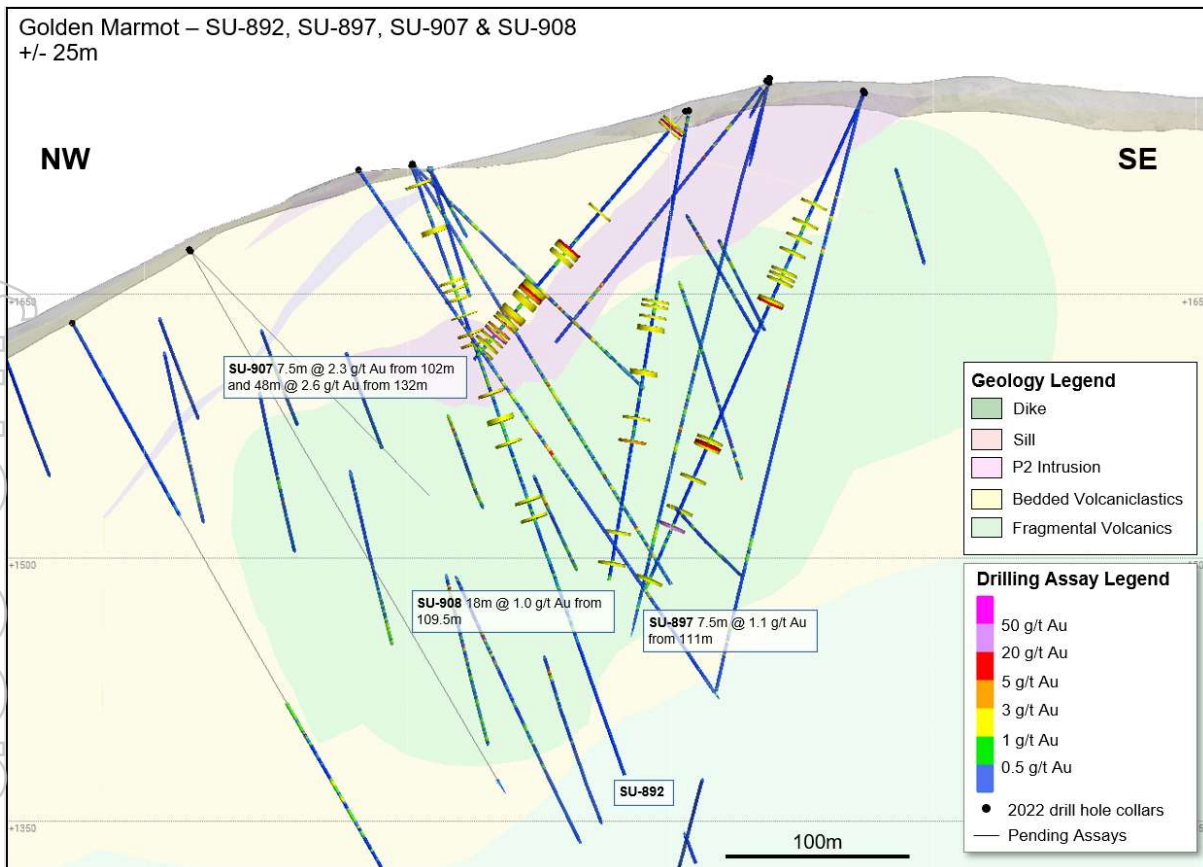 Golden Marmot – SU-892, SU-897, SU-907 & SU-908
+/- 25m
NW
SE
+1650
SU-907 7.5m @ 2.3 g/t Au from 102m
and 48m @ 2.6 g/t Au from 132m
Geology Legend
Dike
Sill
P2 Intrusion
Bedded Volcaniclastics
Fragmental Volcanics
+1500
SU-908 18m @ 1.0 g/t Au from
109.5m
SU-897 7.5m @ 1.1 g/t Au
from 111m
Drilling Assay Legend
50 g/t Au
20 g/t Au
5 g/t Au
3 g/t Au
1 g/t Au
0.5 g/t Au
2022 drill hole collars
Pending Assays
SU-892
+1350
100m